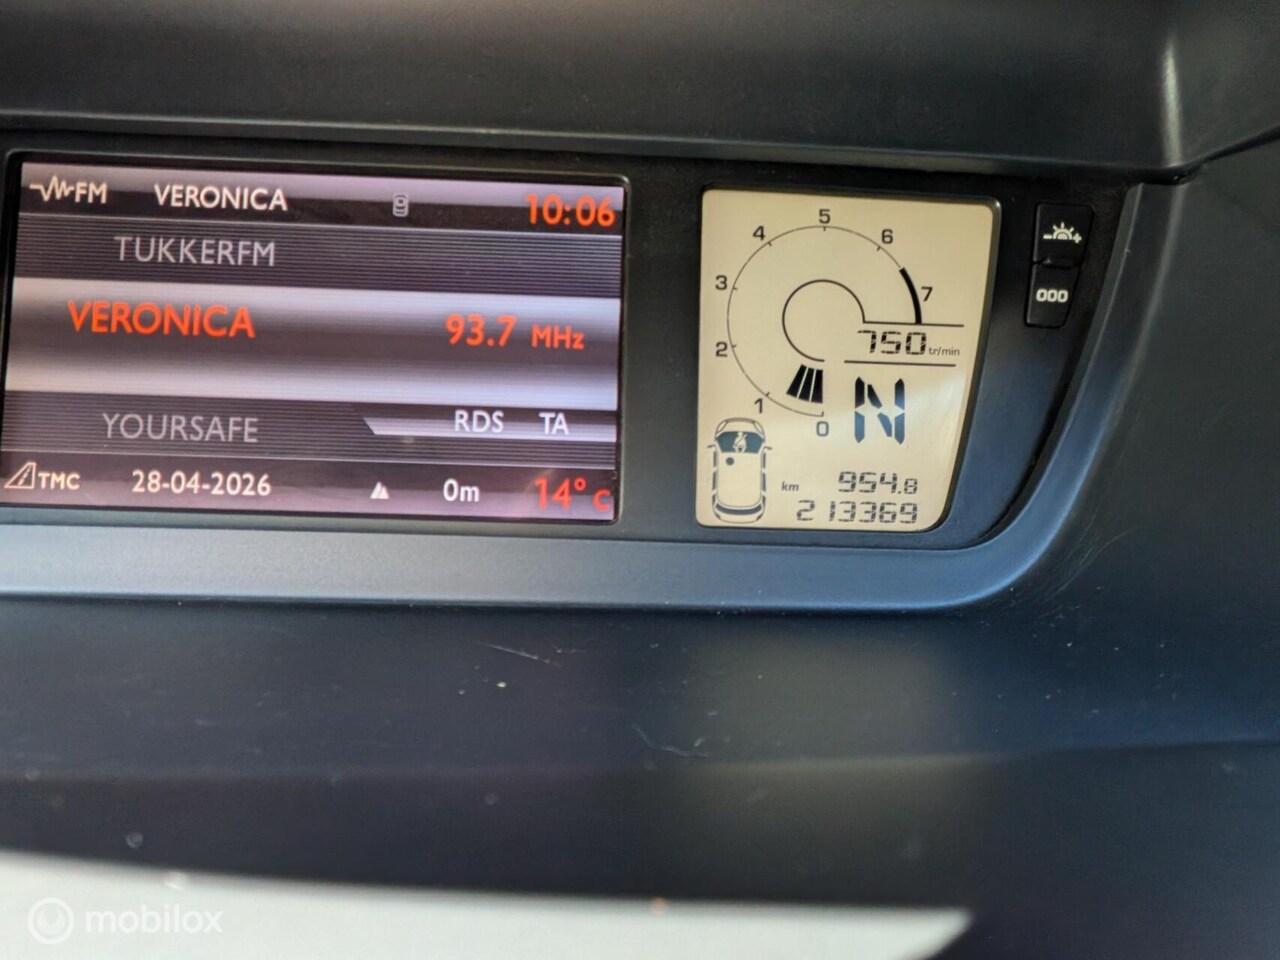 FM VERONICA 10:06
TUKKERFM
VERONICA 93.7 MHz
YOURSAFE RDS TA
TMC 28-04-2026 0m 14° c
5
4 6
3 7
750 tr/min
2
N
1
0
km 954.8
213369
000
mobilox